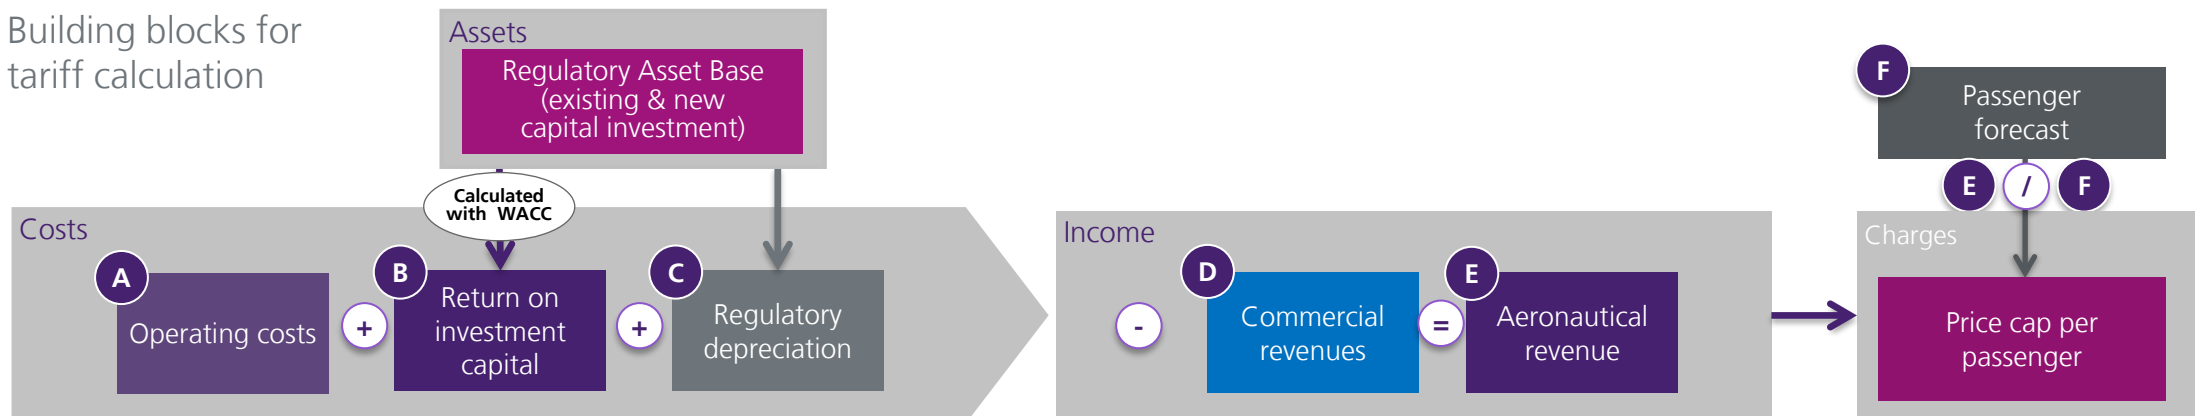 Building blocks for
tariff calculation
Assets
Regulatory Asset Base
(existing & new
capital investment)
Calculated
with WACC
Costs
A
Operating costs
+
B
Return on
investment
capital
+
C
Regulatory
depreciation
Income
-
D
Commercial
revenues
=
E
Aeronautical
revenue
F
Passenger
forecast
E / F
Charges
Price cap per
passenger